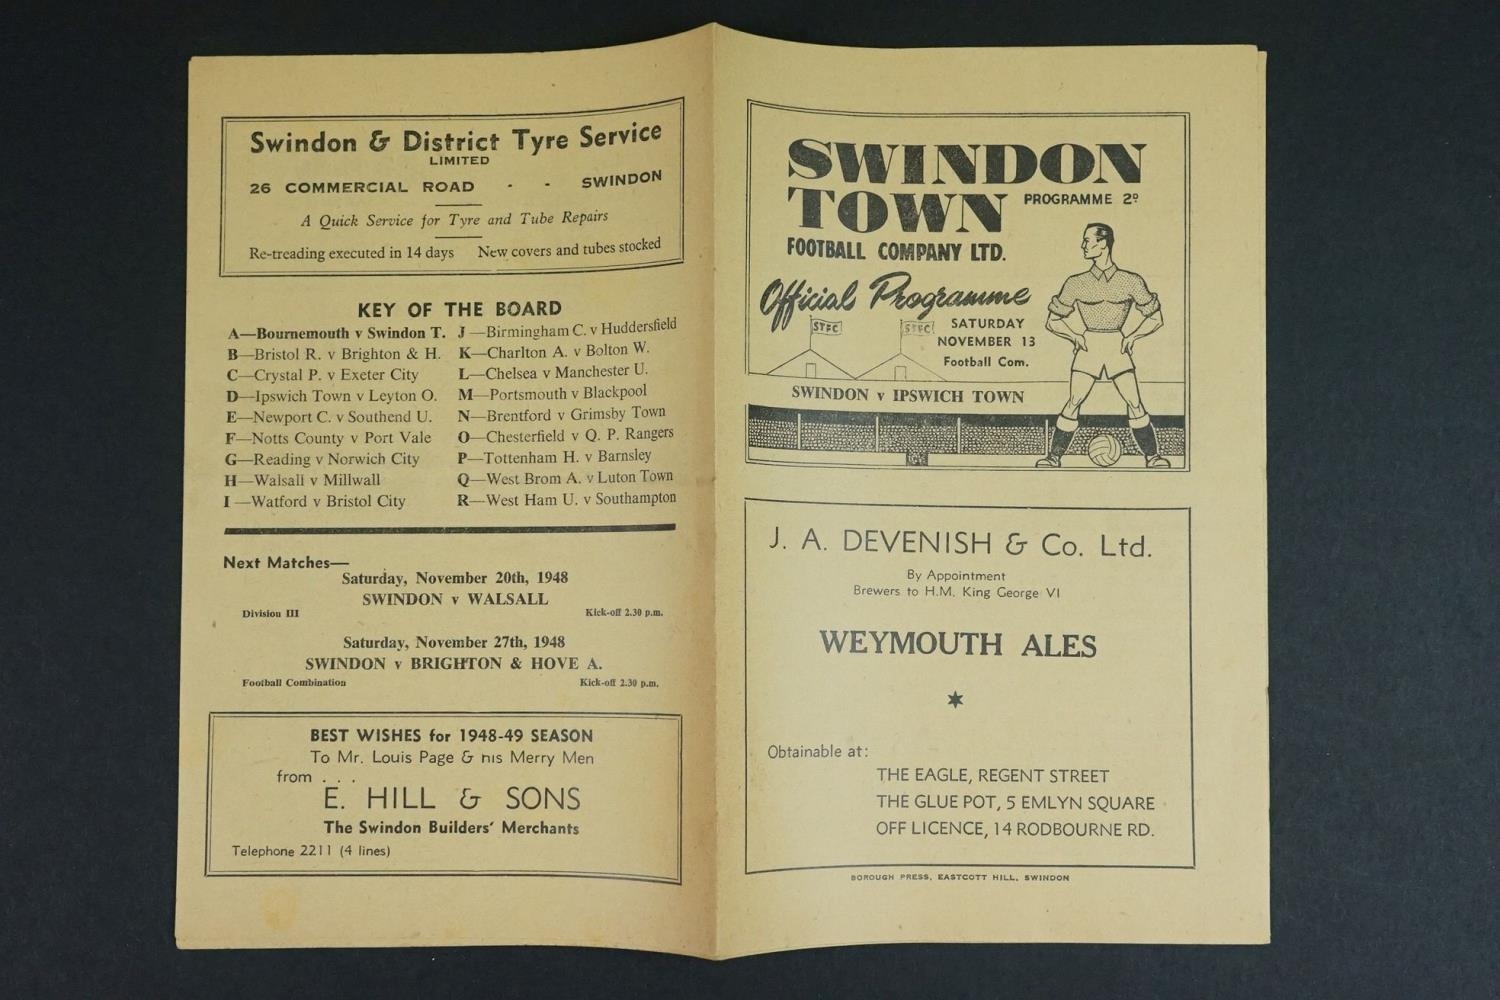 Swindon & District Tyre Service
LIMITED
26 COMMERCIAL ROAD - - SWINDON
A Quick Service for Tyre and Tube Repairs
Re-treading executed in 14 days New covers and tubes stocked
KEY OF THE BOARD
A—Bournemouth v Swindon T.
B—Bristol R. v Brighton & H.
C—Crystal P. v Exeter City
D—Ipswich Town v Leyton O.
E—Newport C. v Southend U.
F—Notts County v Port Vale
G—Reading v Norwich City
H—Walsall v Millwall
I—Watford v Bristol City
J—Birmingham C. v Huddersfield
K—Charlton A. v Bolton W.
L—Chelsea v Manchester U.
M—Portsmouth v Blackpool
N—Brentford v Grimsby Town
O—Chesterfield v Q. P. Rangers
P—Tottenham H. v Barnsley
Q—West Brom A. v Luton Town
R—West Ham U. v Southampton
Next Matches—
Saturday, November 20th, 1948
SWINDON v WALSALL
Division III Kick-off 2.30 p.m.
Saturday, November 27th, 1948
SWINDON v BRIGHTON & HOVE A.
Football Combination Kick-off 2.30 p.m.
BEST WISHES for 1948-49 SEASON
To Mr. Louis Page & his Merry Men
from . . .
E. HILL & SONS
The Swindon Builders' Merchants
Telephone 2211 (4 lines)
SWINDON
TOWN PROGRAMME 2D
FOOTBALL COMPANY LTD.
Official Programme
STFC STFC
SATURDAY
NOVEMBER 13
Football Com.
SWINDON v IPSWICH TOWN
J. A. DEVENISH & Co. Ltd.
By Appointment
Brewers to H.M. King George VI
WEYMOUTH ALES
Obtainable at:
THE EAGLE, REGENT STREET
THE GLUE POT, 5 EMLYN SQUARE
OFF LICENCE, 14 RODBOURNE RD.
BOROUGH PRESS, EASTCOTT HILL, SWINDON